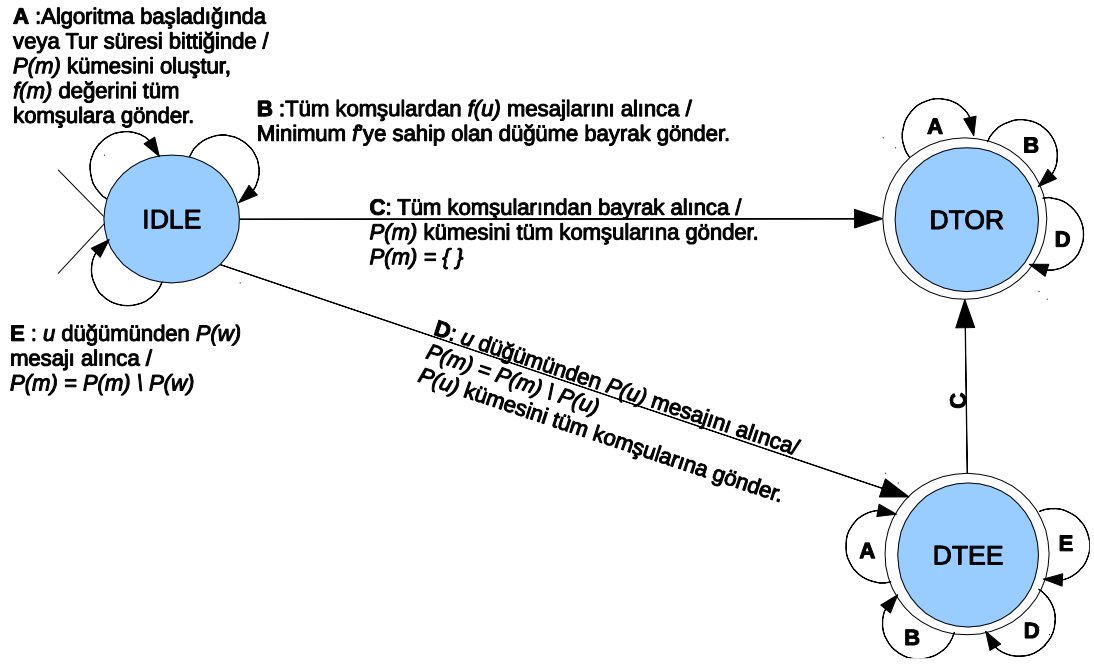 A :Algoritma başladığında
veya Tur süresi bittiğinde /
P(m) kümesini oluştur,
f(m) değerini tüm
komşulara gönder.
B :Tüm komşulardan f(u) mesajlarını alınca /
Minimum f'ye sahip olan düğüme bayrak gönder.
IDLE
C: Tüm komşularından bayrak alınca /
P(m) kümesini tüm komşularına gönder.
P(m) = { }
A
B
DTOR
D
E : u düğümünden P(w)
mesajı alınca /
P(m) = P(m) \ P(w)
D: u düğümünden P(u) mesajını alınca/
P(m) = P(m) \ P(u)
P(u) kümesini tüm komşularına gönder.
C
DTEE
A
E
B
D